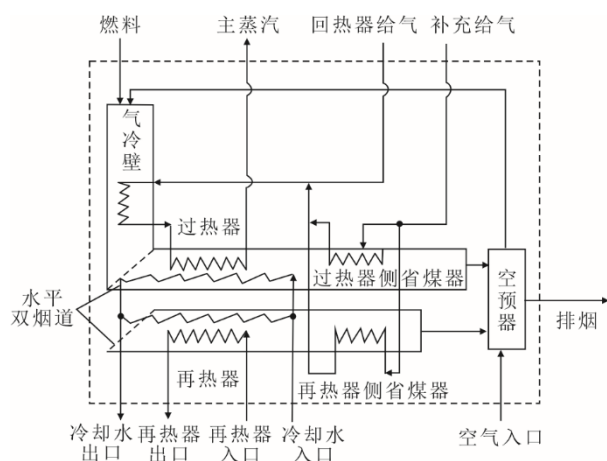 燃料
主蒸汽
回热器给气
补充给气
气
冷
壁
过热器
过热器侧省煤器
空
预
器
水平
双烟道
排烟
再热器
再热器侧省煤器
冷却水
出口
再热器
出口
再热器
入口
冷却水
入口
空气入口